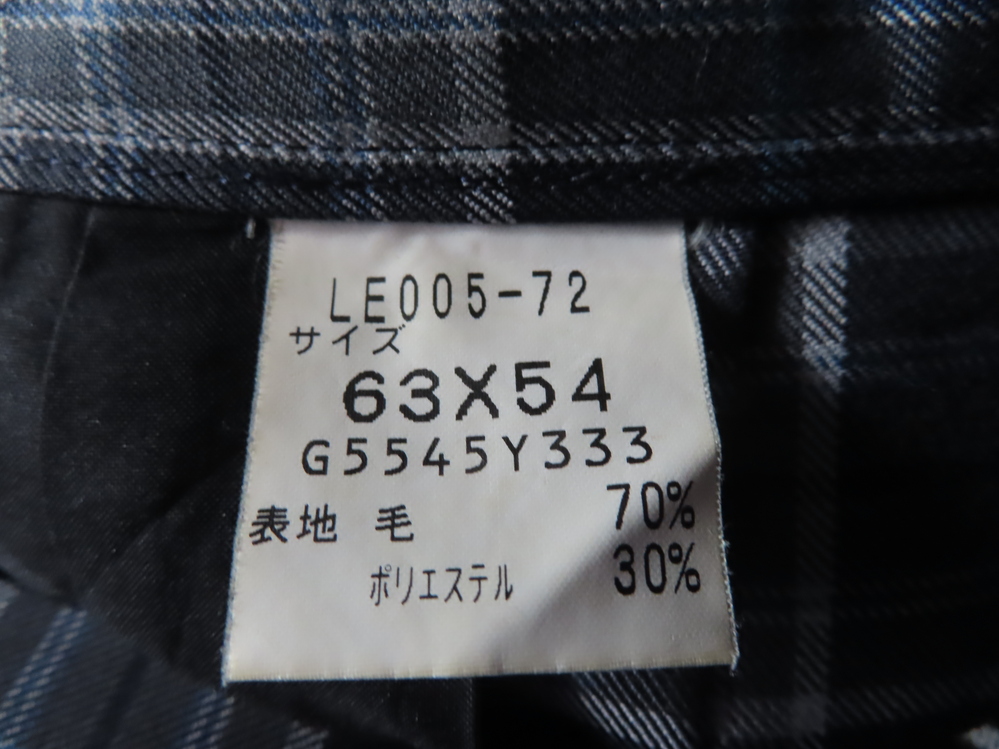 LE005-72
サイズ
63X54
G5545Y333
表地 毛 70%
ポリエステル 30%